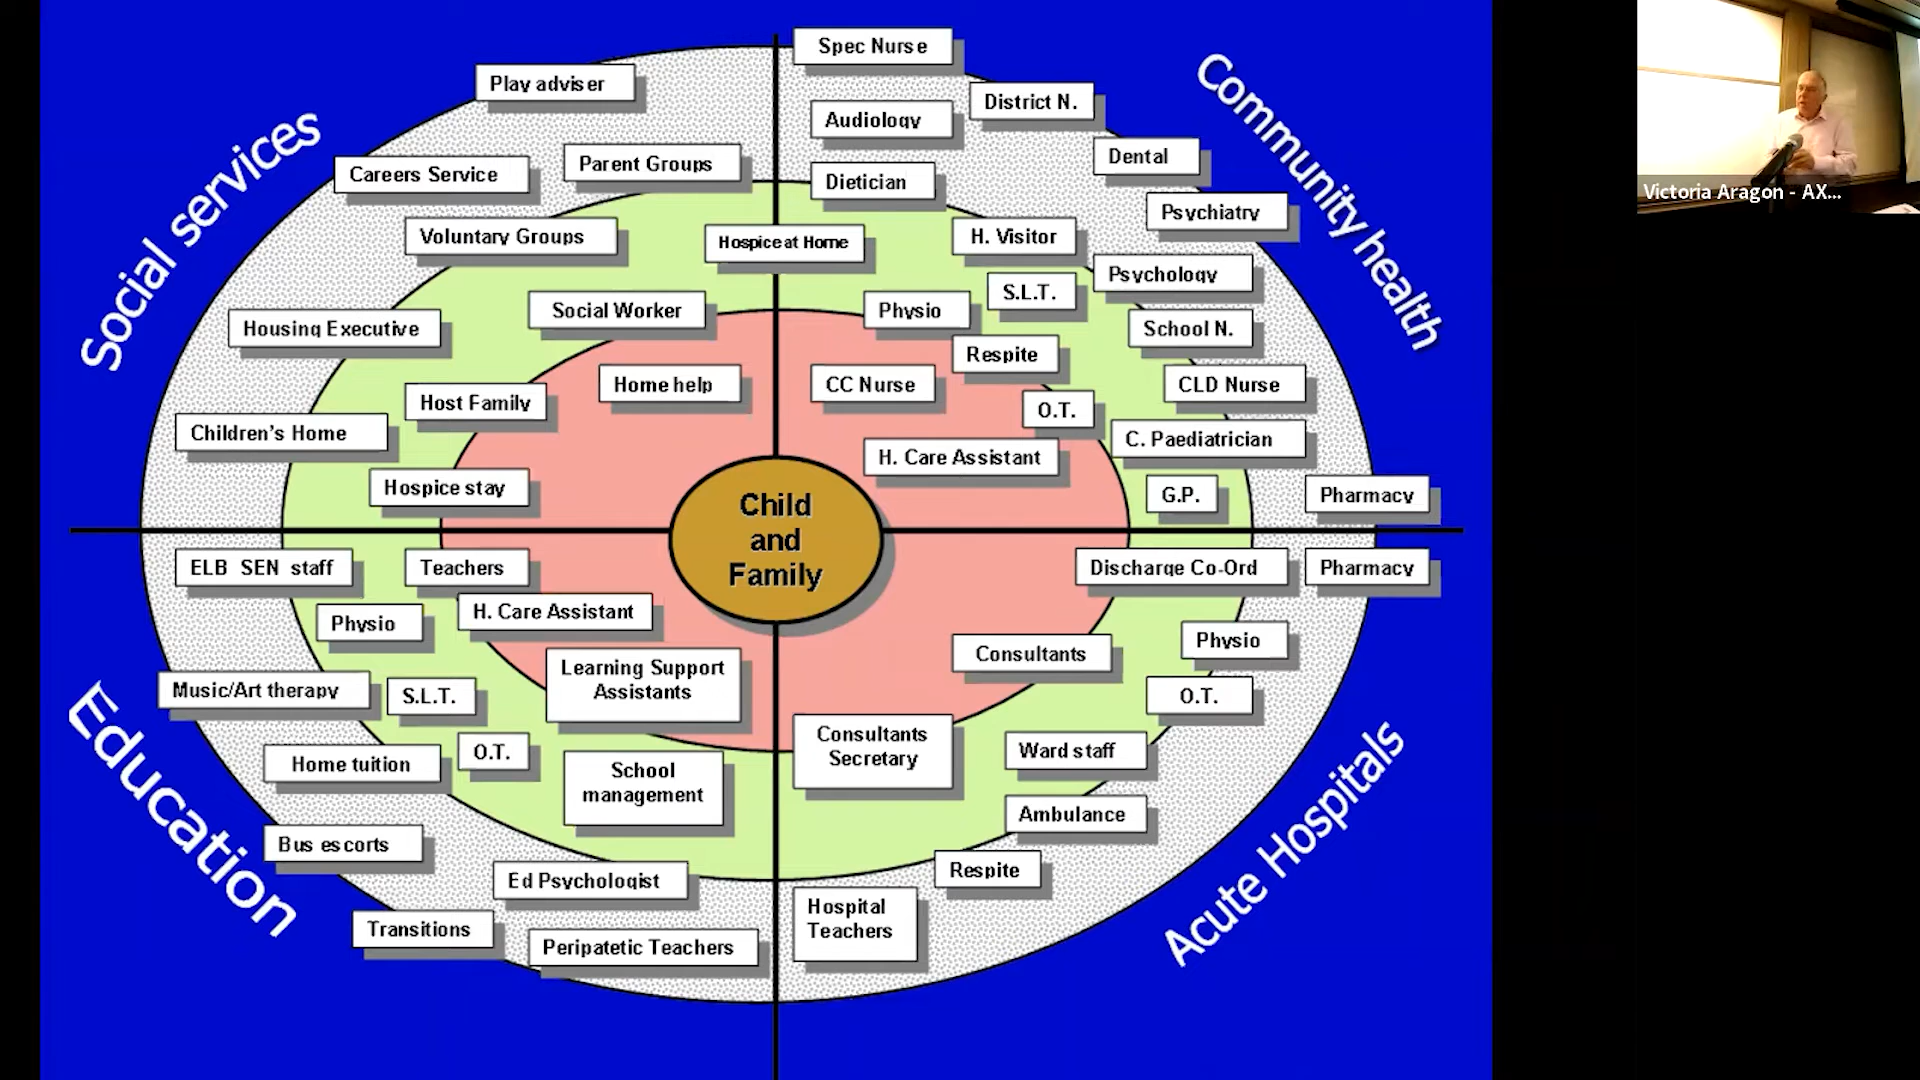 Social services
Community health
Education
Acute Hospitals
Play adviser
Careers Service
Parent Groups
Voluntary Groups
Hospice at Home
Social Worker
Housing Executive
Home help
Host Family
Children's Home
Hospice stay
Spec Nurse
District N.
Audiology
Dental
Dietician
Psychiatry
H. Visitor
Psychology
S.L.T.
Physio
School N.
Respite
CC Nurse
CLD Nurse
O.T.
C. Paediatrician
H. Care Assistant
G.P.
Pharmacy
Child
and
Family
ELB SEN staff
Teachers
H. Care Assistant
Physio
Learning Support
Assistants
Music/Art therapy
S.L.T.
O.T.
Home tuition
School
management
Bus escorts
Ed Psychologist
Transitions
Peripatetic Teachers
Discharge Co-Ord
Pharmacy
Physio
Consultants
O.T.
Consultants
Secretary
Ward staff
Ambulance
Respite
Hospital
Teachers
Victoria Aragon - AX...